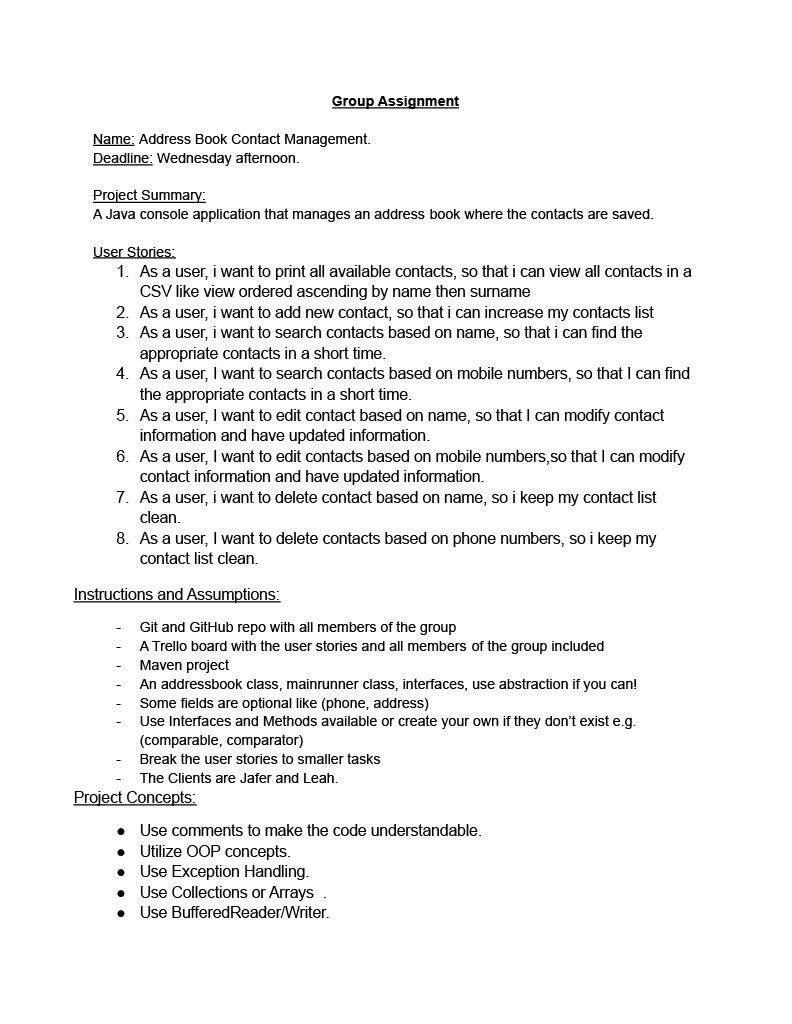 Group Assignment
Name: Address Book Contact Management.
Deadline: Wednesday afternoon.
Project Summary:
A Java console application that manages an address book where the contacts are saved.
User Stories:
1. As a user, i want to print all available contacts, so that i can view all contacts in a
CSV like view ordered ascending by name then surname
2. As a user, i want to add new contact, so that i can increase my contacts list
3. As a user, i want to search contacts based on name, so that i can find the
appropriate contacts in a short time.
4. As a user, I want to search contacts based on mobile numbers, so that I can find
the appropriate contacts in a short time.
5. As a user, I want to edit contact based on name, so that I can modify contact
information and have updated information.
6. As a user, I want to edit contacts based on mobile numbers,so that I can modify
contact information and have updated information.
7. As a user, i want to delete contact based on name, so i keep my contact list
clean.
8. As a user, I want to delete contacts based on phone numbers, so i keep my
contact list clean.
Instructions and Assumptions:
- Git and GitHub repo with all members of the group
- A Trello board with the user stories and all members of the group included
- Maven project
- An addressbook class, mainrunner class, interfaces, use abstraction if you can!
- Some fields are optional like (phone, address)
- Use Interfaces and Methods available or create your own if they don’t exist e.g.
(comparable, comparator)
- Break the user stories to smaller tasks
- The Clients are Jafer and Leah.
Project Concepts:
● Use comments to make the code understandable.
● Utilize OOP concepts.
● Use Exception Handling.
● Use Collections or Arrays .
● Use BufferedReader/Writer.